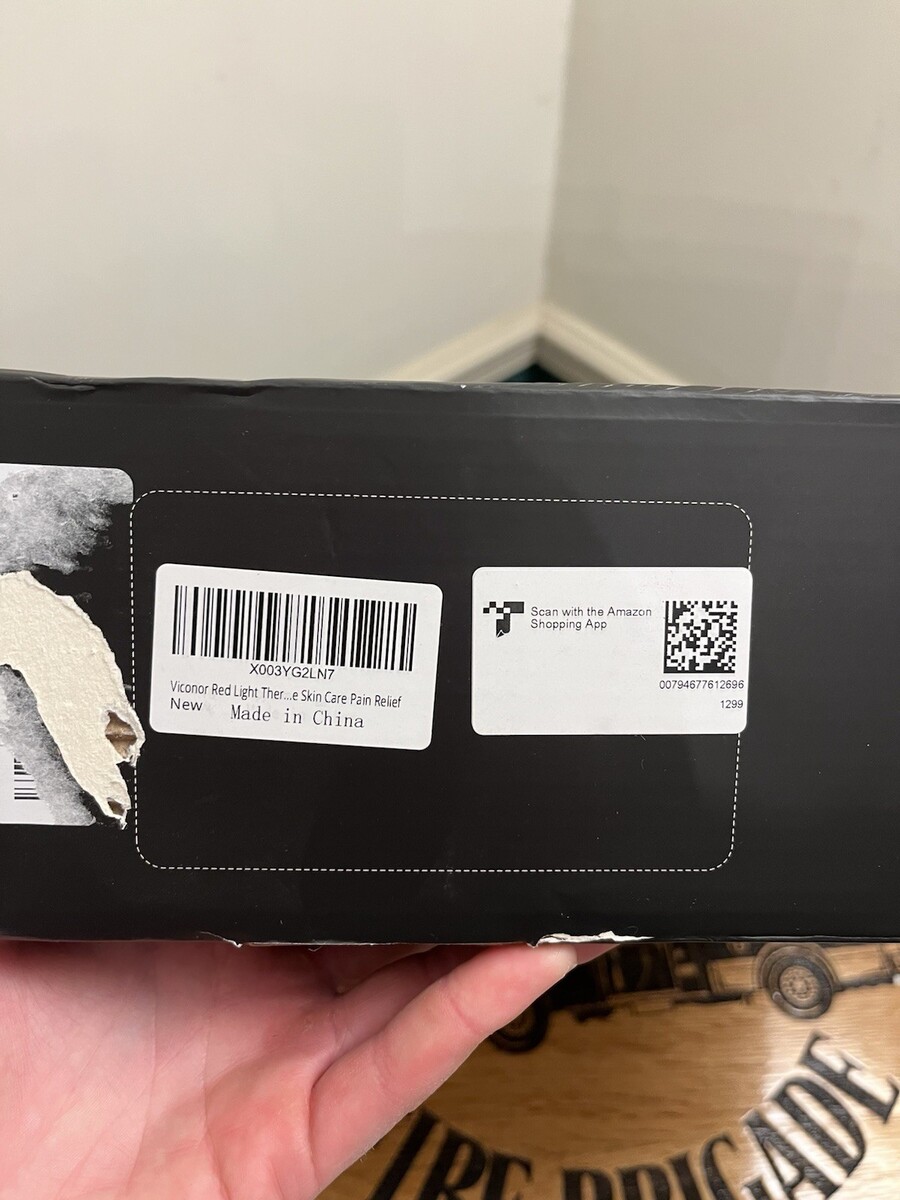 X003YG2LN7
Viconor Red Light Ther...e Skin Care Pain Relief
New
Made in China
Scan with the Amazon
Shopping App
00794677612696
1299
BRIGADE